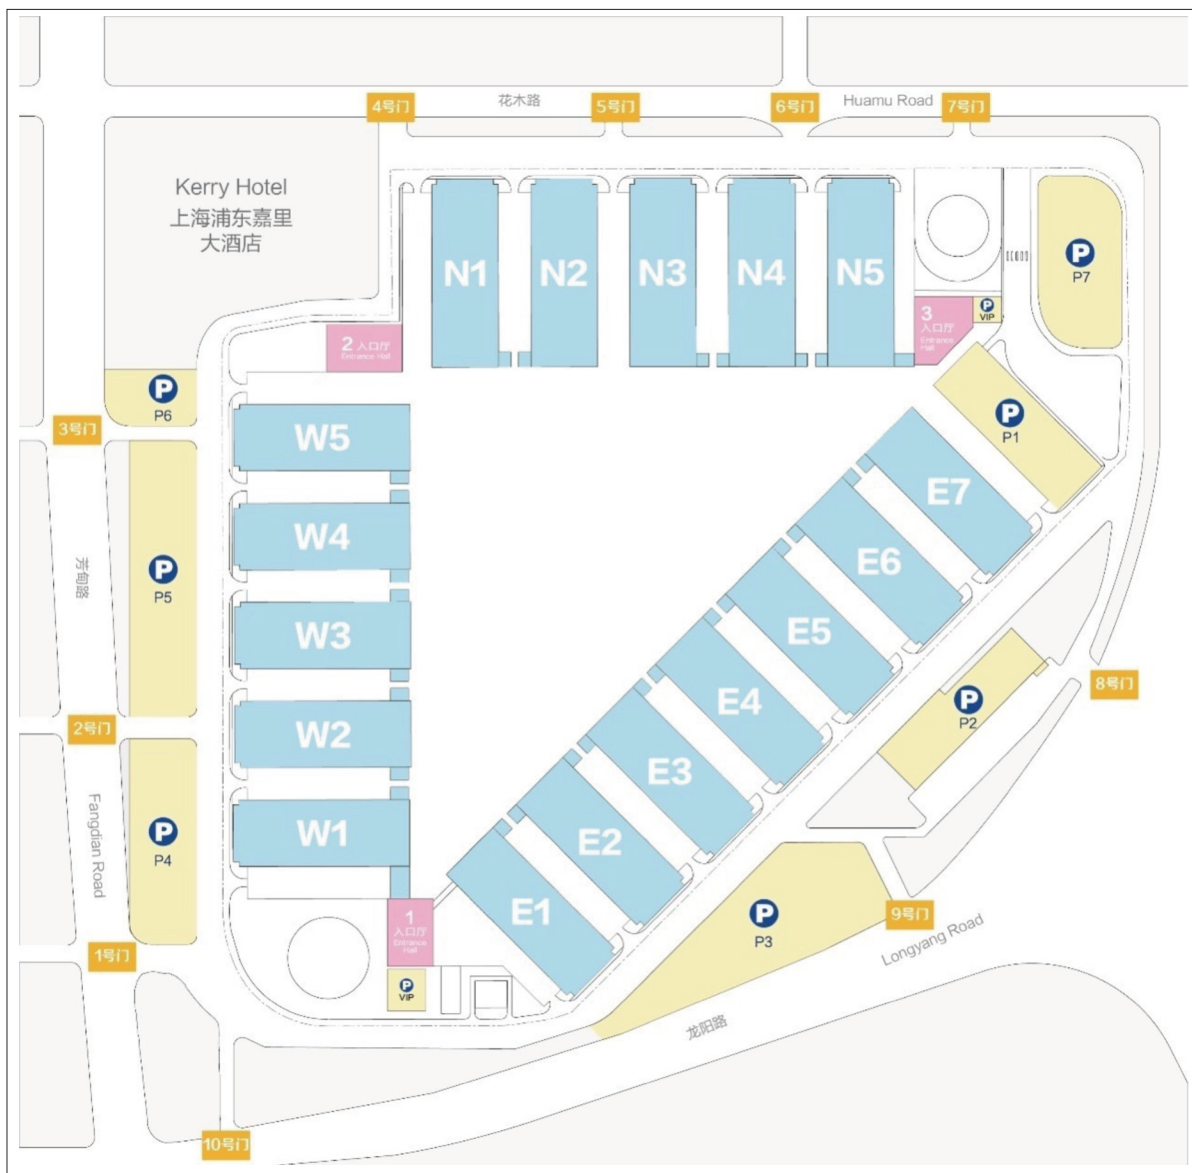 花木路
Huamu Road
4号门
5号门
6号门
7号门
Kerry Hotel
上海浦东嘉里
大酒店
N1
N2
N3
N4
N5
P
P7
3
入口厅
Entrance
Hall
P
VIP
2 入口厅
Entrance Hall
P
P6
3号门
P
P1
W5
W4
W3
W2
W1
E7
E6
E5
E4
E3
E2
E1
芳甸路
P
P5
2号门
Fangdian Road
P
P4
1号门
P
P2
8号门
1
入口厅
Entrance
Hall
P
VIP
P
P3
9号门
Longyang Road
龙阳路
10号门